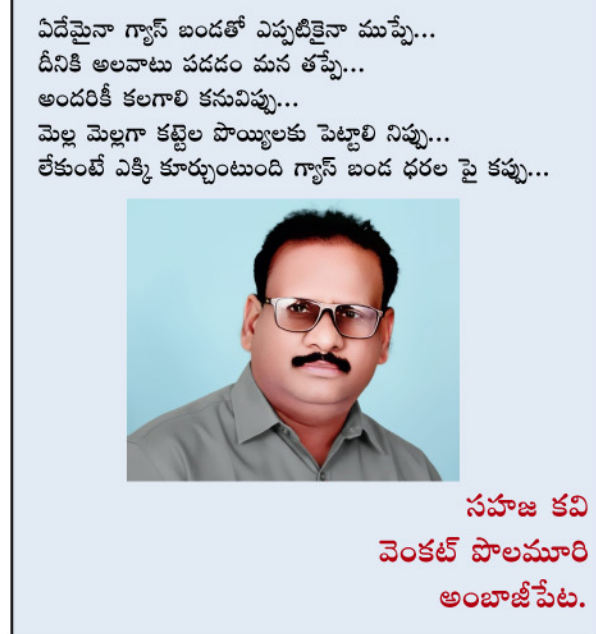 ఏదేమైనా గ్యాస్ బండతో ఎప్పటికైనా ముప్పే...
దీనికి అలవాటు పడడం మన తప్పే...
అందరికీ కలగాలి కనువిప్పు...
మెల్ల మెల్లగా కట్టెల పొయ్యిలకు పెట్టాలి నిప్పు...
లేకుంటే ఎక్కి కూర్చుంటుంది గ్యాస్ బండ ధరల పై కప్పు...
సహజ కవి
వెంకట్ పొలమూరి
అంబాజీపేట.